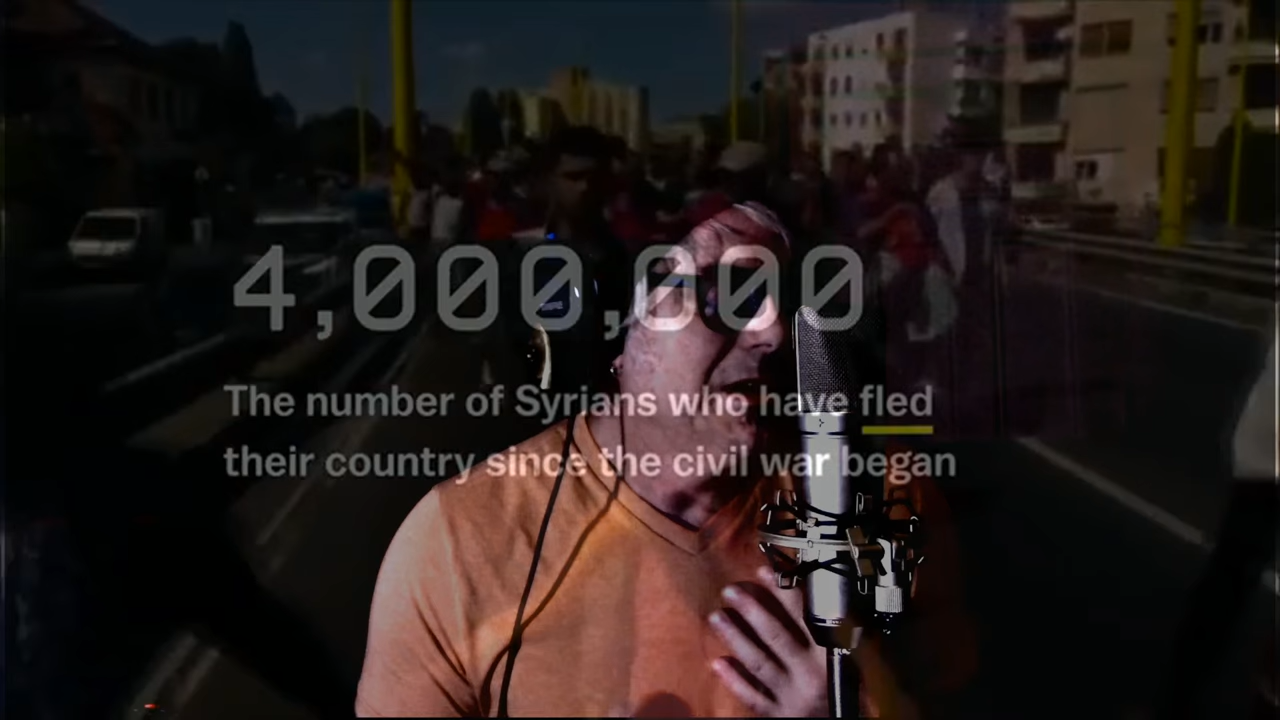 4,000,000
The number of Syrians who have fled
their country since the civil war began